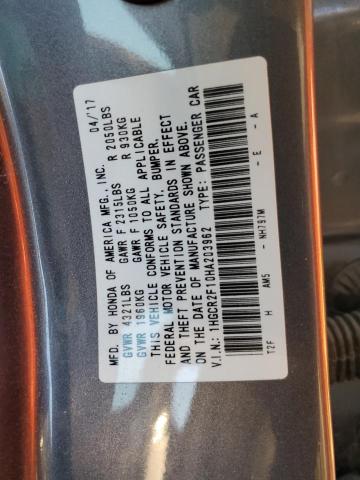 MFD. BY HONDA OF AMERICA MFG., INC. 04/'17
GVWR 4321LBS GAWR F 2315LBS R 2050LBS
GVWR 1960KG GAWR F 1050KG R 930KG
THIS VEHICLE CONFORMS TO ALL APPLICABLE
FEDERAL MOTOR VEHICLE SAFETY, BUMPER,
AND THEFT PREVENTION STANDARDS IN EFFECT
ON THE DATE OF MANUFACTURE SHOWN ABOVE.
V.I.N.: 1HGCR2F10HA203962 TYPE: PASSENGER CAR
T2F H AM5 - NH797M - E - A